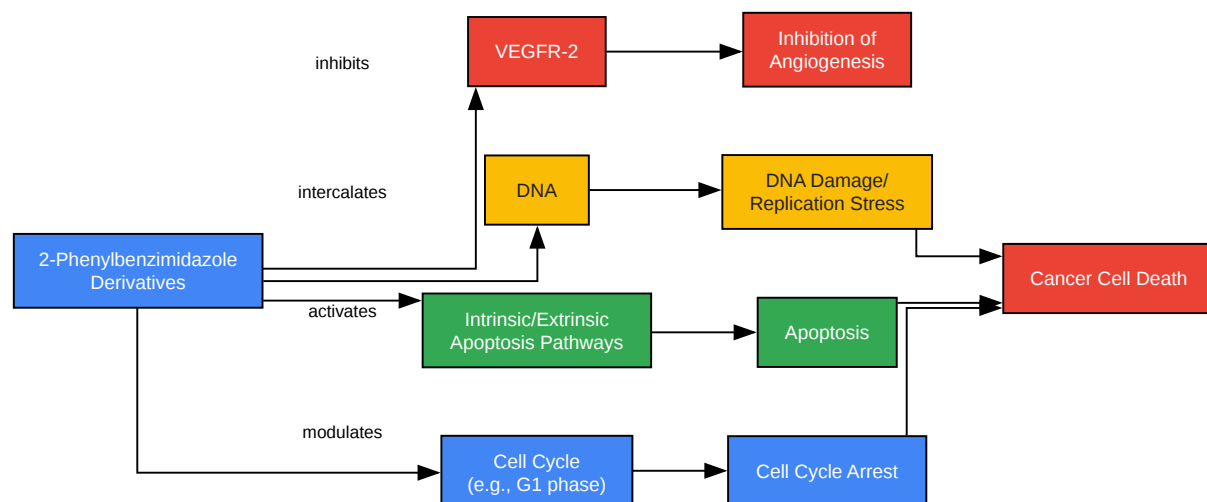 VEGFR-2
Inhibition of
Angiogenesis
inhibits
DNA
DNA Damage/
Replication Stress
intercalates
2-Phenylbenzimidazole
Derivatives
Cancer Cell Death
activates
Intrinsic/Extrinsic
Apoptosis Pathways
Apoptosis
modulates
Cell Cycle
(e.g., G1 phase)
Cell Cycle Arrest